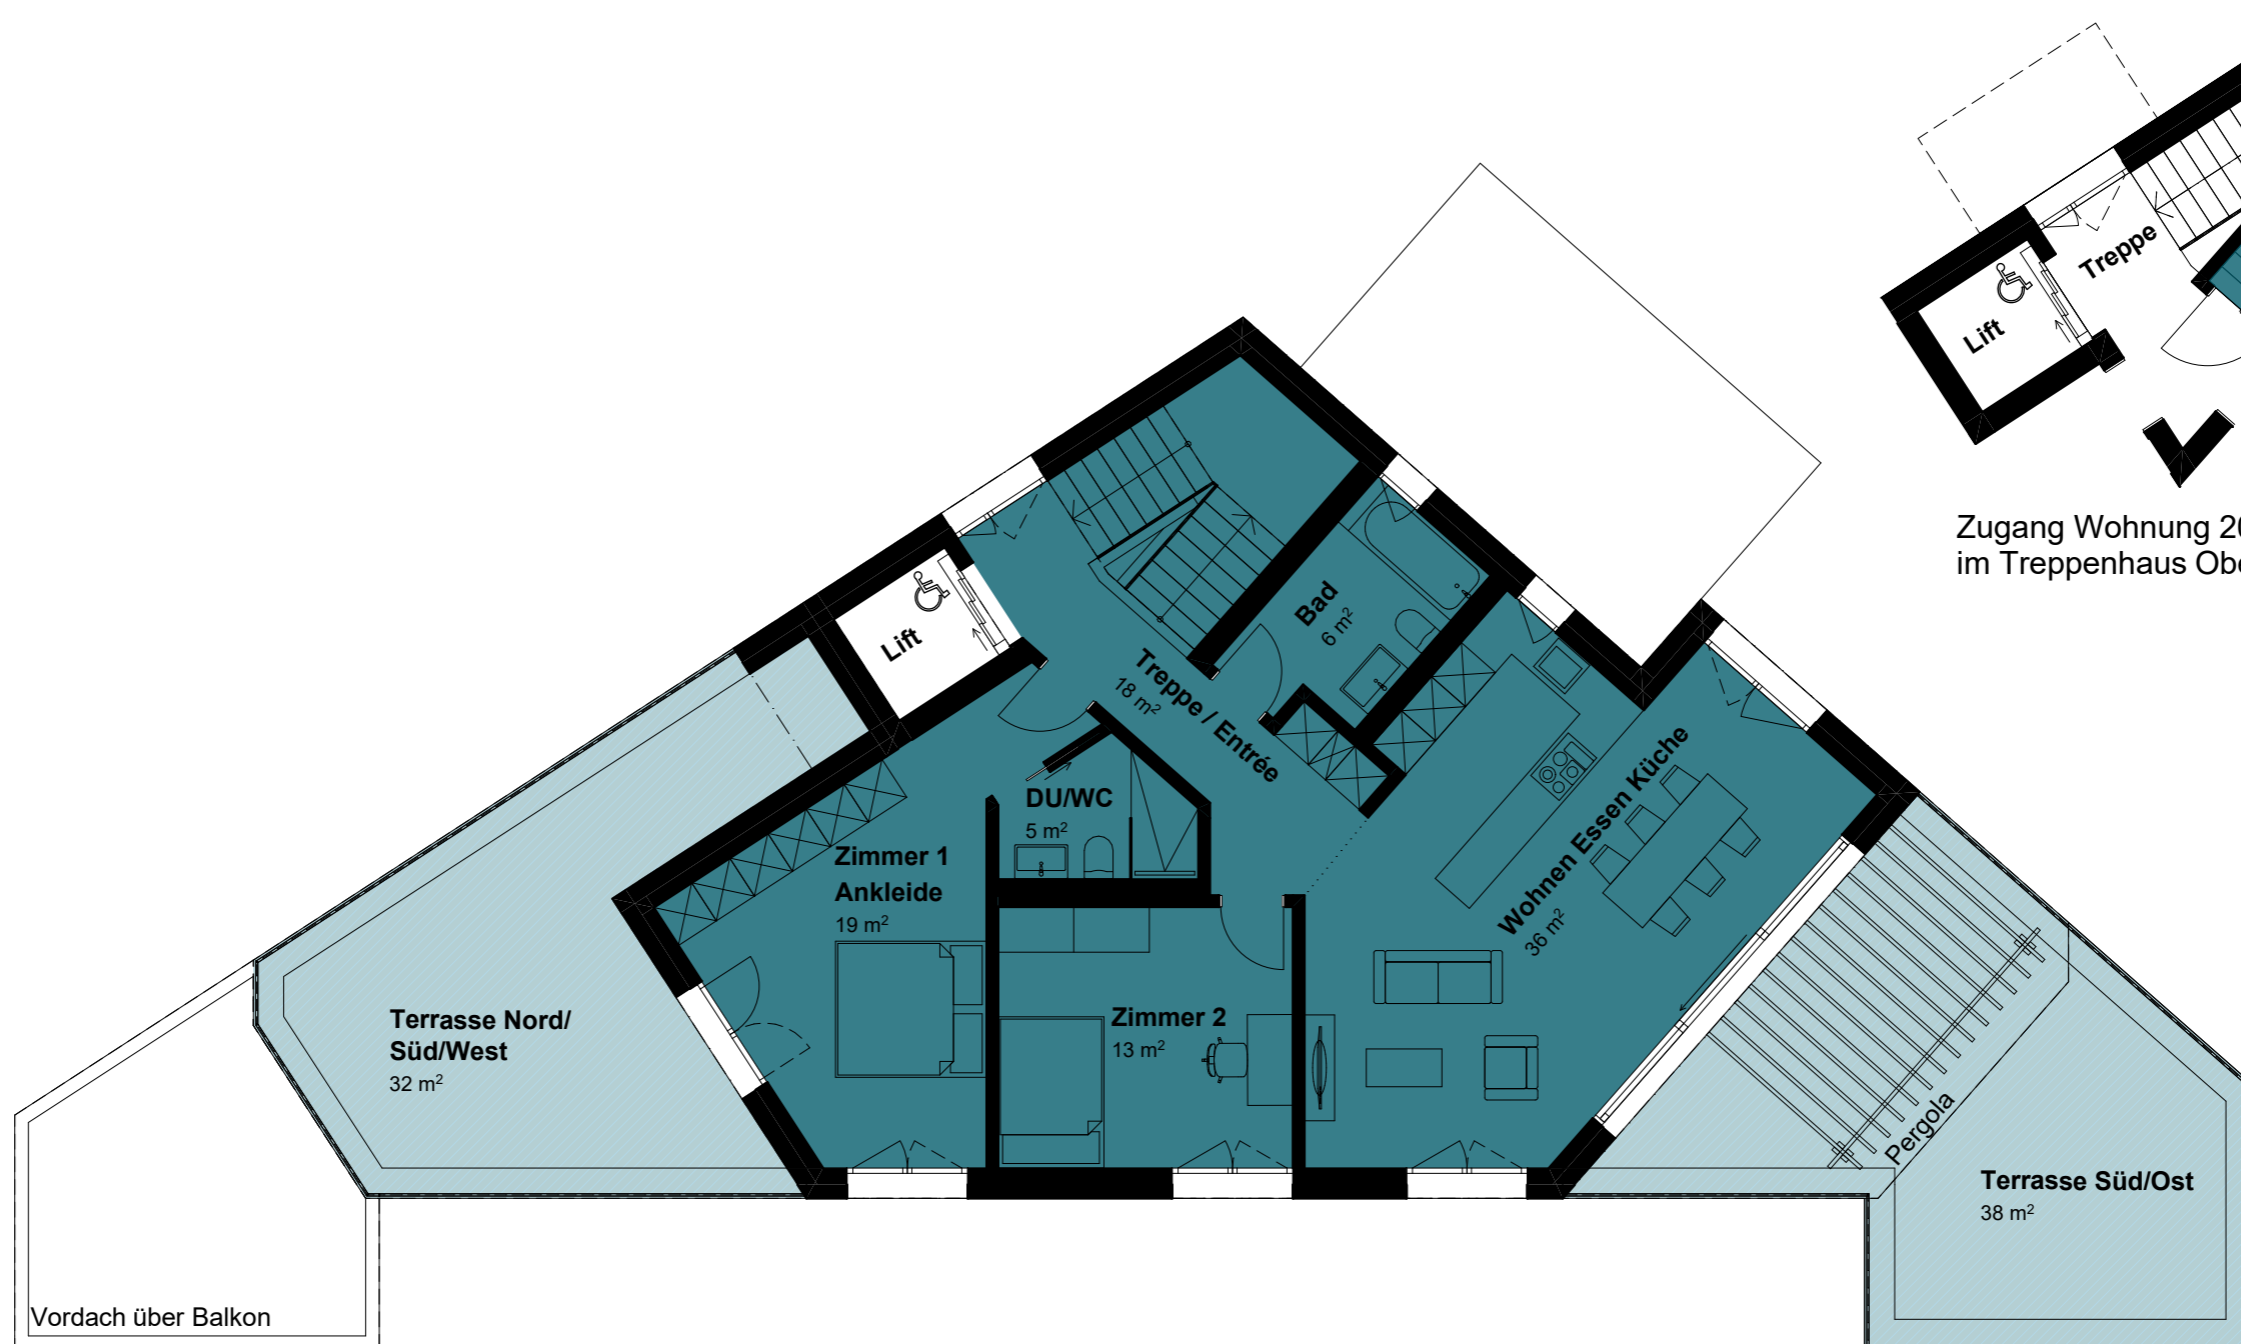 Treppe
Lift
Zugang Wohnung 20
im Treppenhaus Obe
Lift
Bad
6 m²
Treppe / Entrée
18 m²
DU/WC
5 m²
Zimmer 1
Ankleide
19 m²
Wohnen Essen Küche
36 m²
Zimmer 2
13 m²
Terrasse Nord/
Süd/West
32 m²
Pergola
Terrasse Süd/Ost
38 m²
Vordach über Balkon